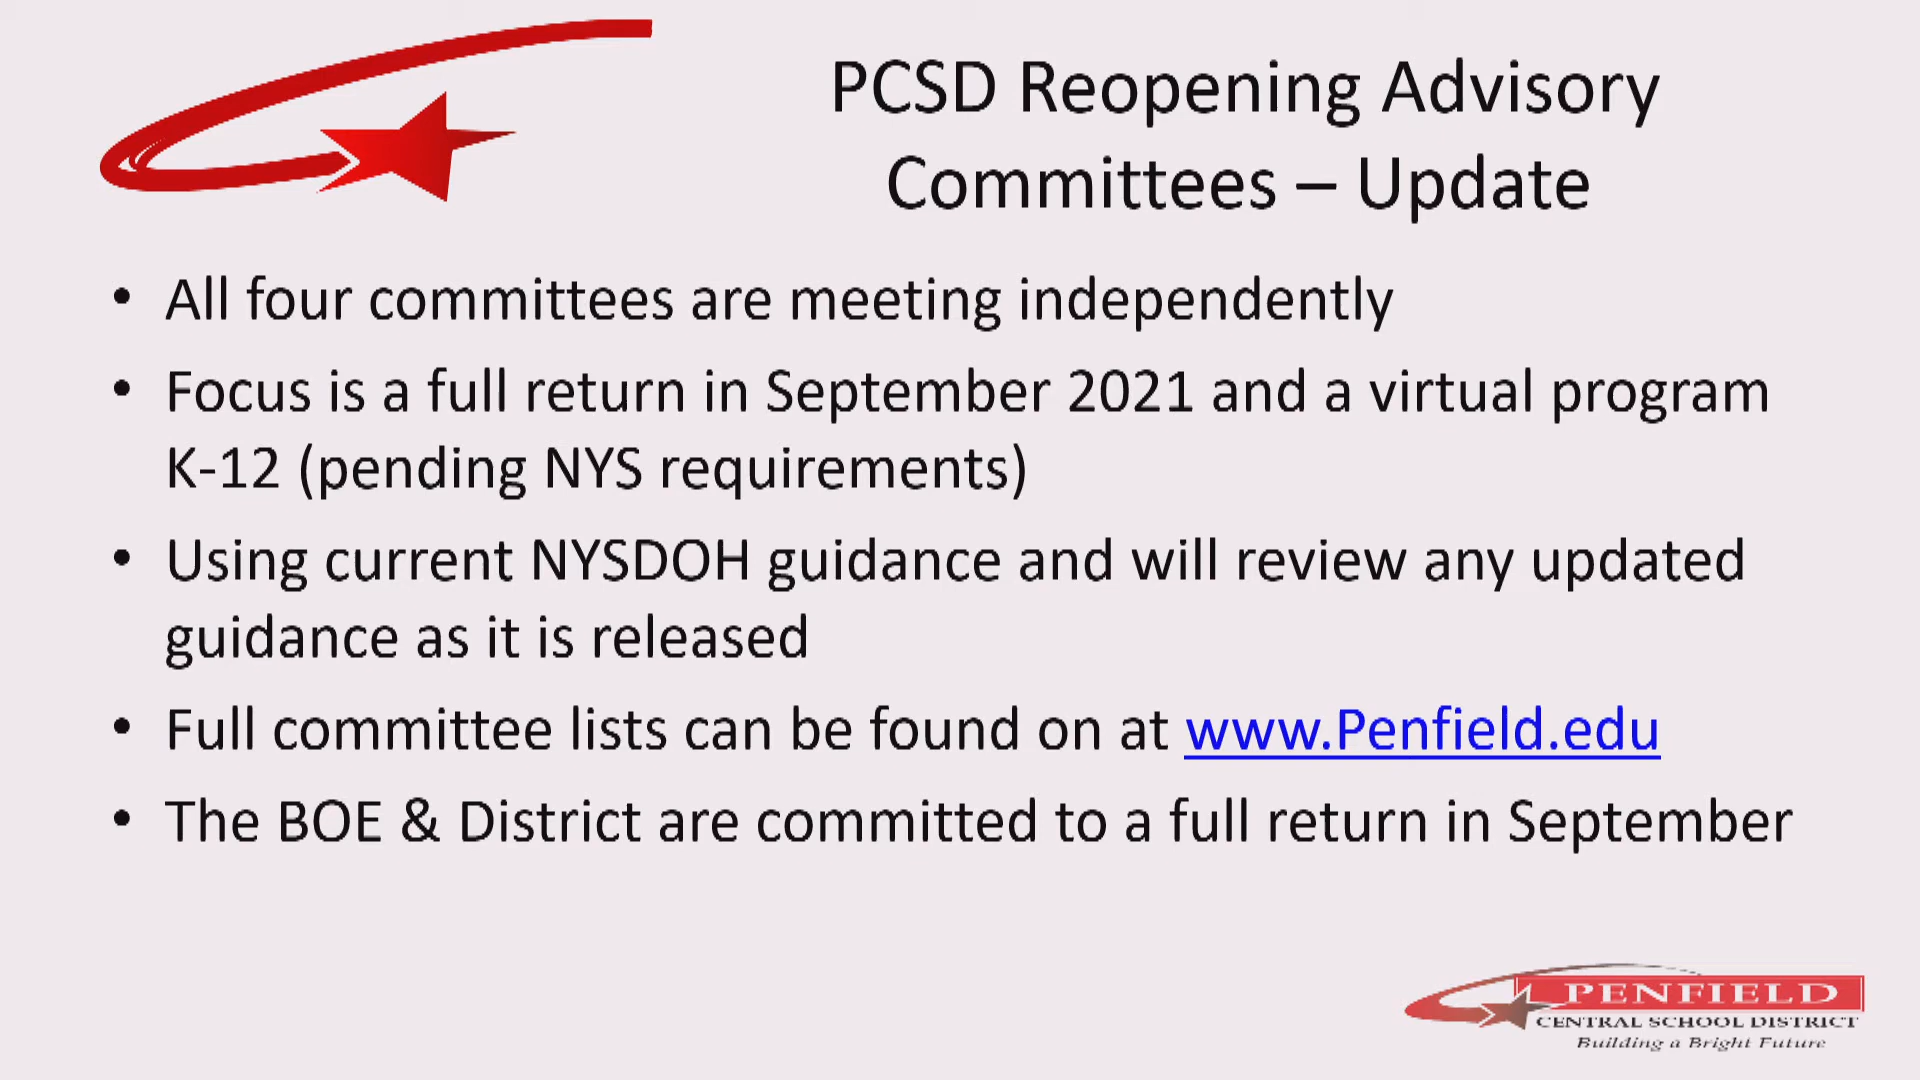 PCSD Reopening Advisory
Committees – Update
• All four committees are meeting independently
• Focus is a full return in September 2021 and a virtual program
K-12 (pending NYS requirements)
• Using current NYSDOH guidance and will review any updated
guidance as it is released
• Full committee lists can be found on at www.Penfield.edu
• The BOE & District are committed to a full return in September
PENFIELD
CENTRAL SCHOOL DISTRICT
Building a Bright Future